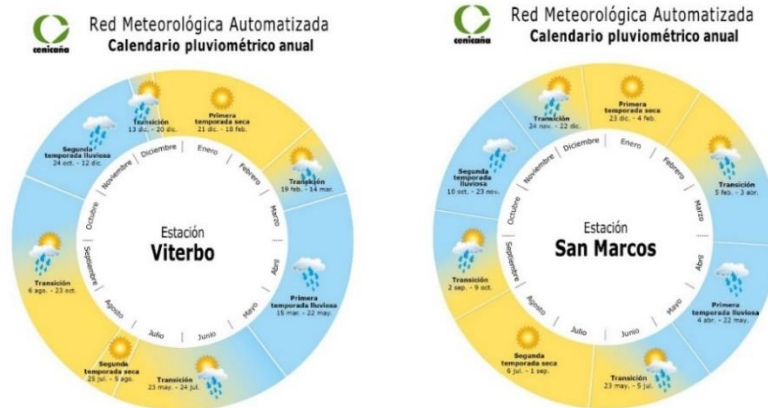 cenicaña
Red Meteorológica Automatizada
Calendario pluviométrico anual
Primera
temporada seca
21 dic. - 18 feb.
Transición
19 feb. - 14 mar.
Primera
temporada lluviosa
15 mar. - 22 may.
Transición
23 may. - 24 jul.
Segunda
temporada seca
25 jul. - 5 ago.
Transición
6 ago. - 23 oct.
Segunda
temporada lluviosa
24 oct. - 12 dic.
Transición
13 dic. - 20 dic.
Enero
Febrero
Marzo
Abril
Mayo
Junio
Julio
Agosto
Septiembre
Octubre
Noviembre
Diciembre
Estación
Viterbo
cenicaña
Red Meteorológica Automatizada
Calendario pluviométrico anual
Primera
temporada seca
23 dic. - 4 feb.
Transición
5 feb. - 3 abr.
Primera
temporada lluviosa
4 abr. - 22 may.
Transición
23 may. - 5 jul.
Segunda
temporada seca
6 jul. - 1 sep.
Transición
2 sep. - 9 oct.
Segunda
temporada
lluviosa
10 oct. - 23 nov.
Transición
24 nov. - 22 dic.
Enero
Febrero
Marzo
Abril
Mayo
Junio
Julio
Agosto
Septiembre
Octubre
Noviembre
Diciembre
Estación
San Marcos